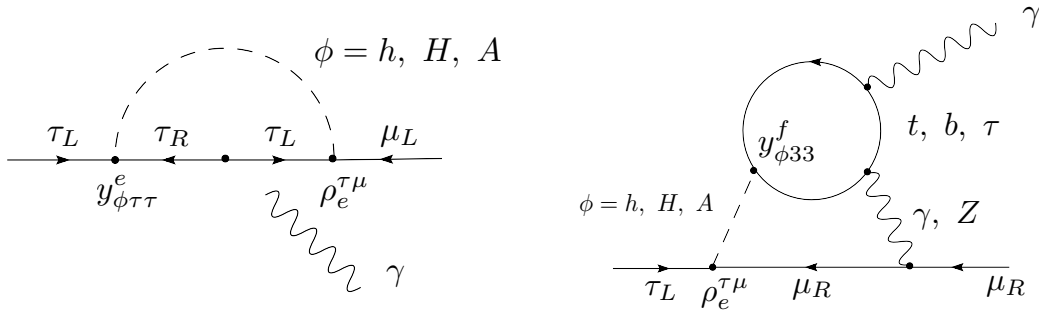 ϕ = h, H, A
τ_L τ_R τ_L μ_L
y^e_{ϕττ} ρ_e^{τμ}
γ
γ
y^f_{ϕ33} t, b, τ
ϕ = h, H, A γ, Z
τ_L ρ_e^{τμ} μ_R μ_R